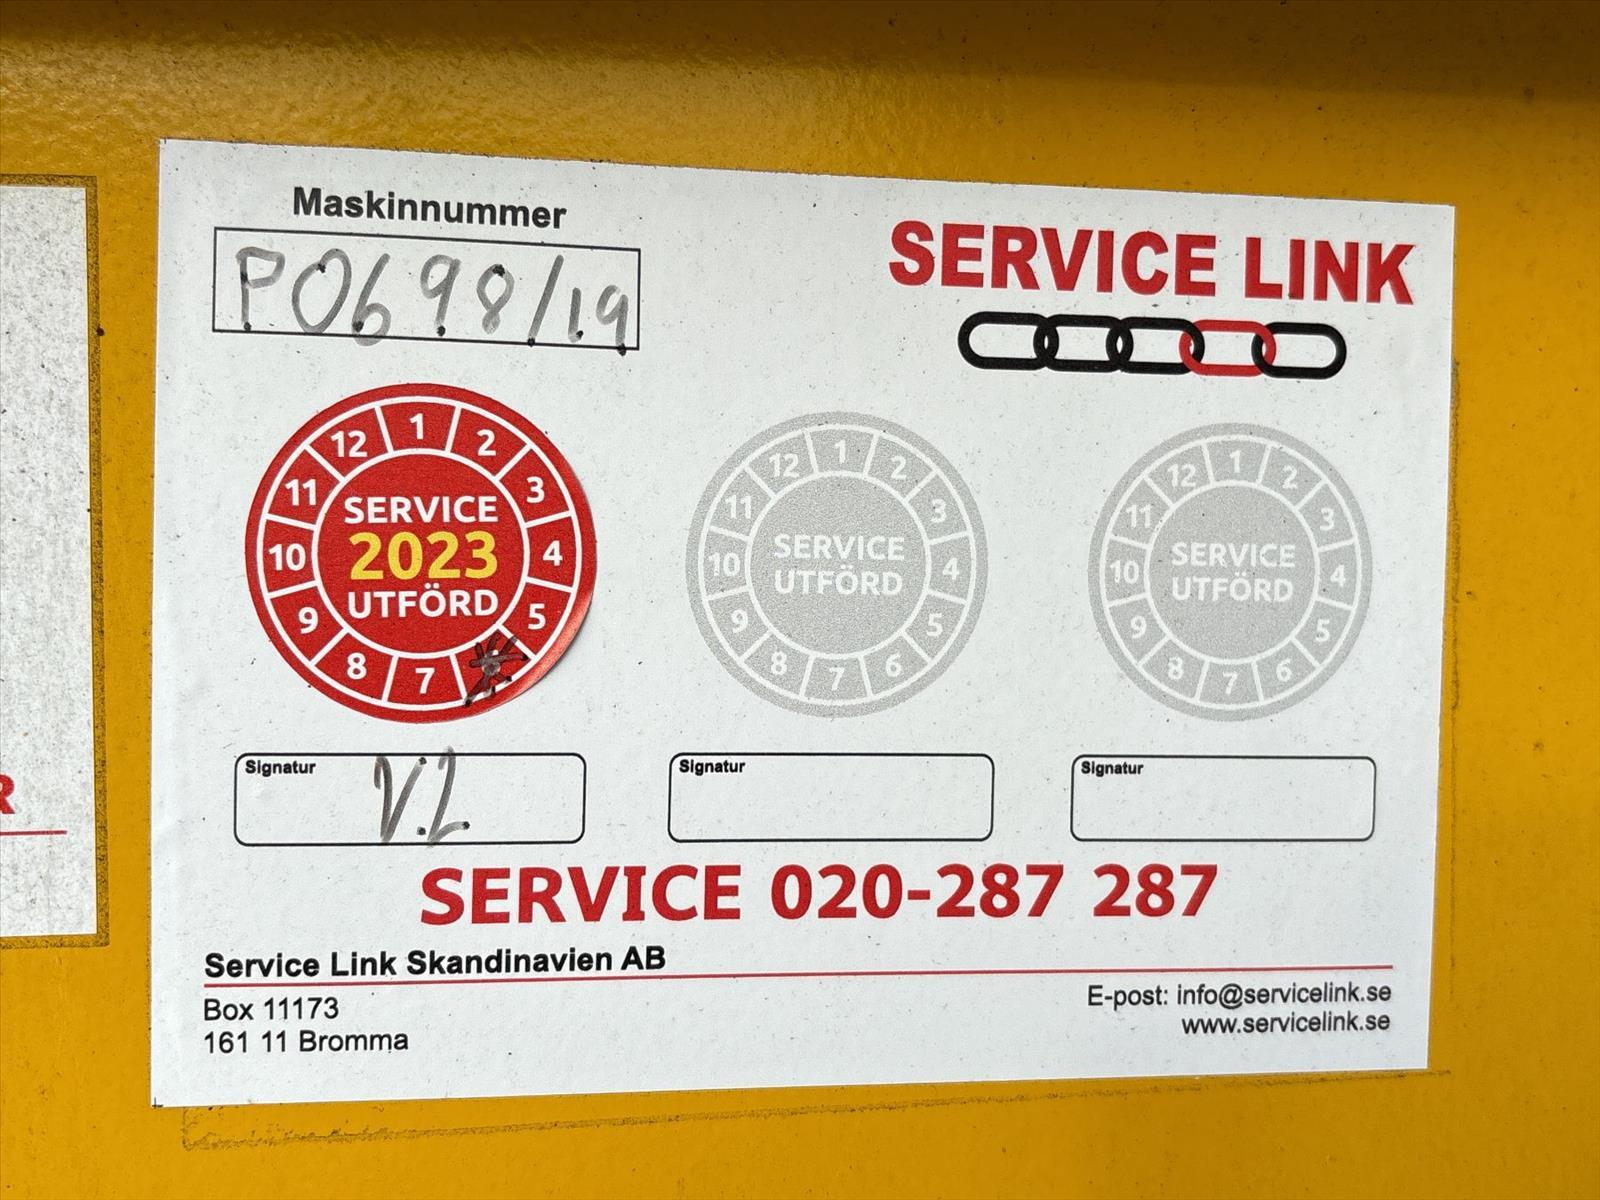 Maskinnummer
P0698/19
SERVICE LINK
12 1 2 3 4 5 7 8 9 10 11
SERVICE
2023
UTFÖRD
12 1 2 3 4 5 6 7 8 9 10 11
SERVICE
UTFÖRD
12 1 2 3 4 5 6 7 8 9 10 11
SERVICE
UTFÖRD
Signatur
V.L
Signatur
Signatur
SERVICE 020-287 287
Service Link Skandinavien AB
Box 11173
161 11 Bromma
E-post: info@servicelink.se
www.servicelink.se
R